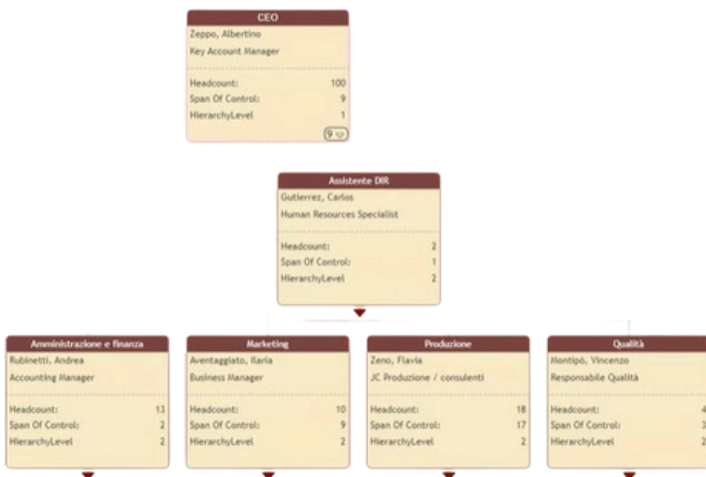 CEO
Zeppo, Albertino
Key Account Manager
Headcount: 100
Span Of Control: 9
HierarchyLevel 1
9
Assistente DIR
Gutierrez, Carlos
Human Resources Specialist
Headcount: 2
Span Of Control: 1
HierarchyLevel 2
Amministrazione e finanza
Rubinetti, Andrea
Accounting Manager
Headcount: 13
Span Of Control: 2
HierarchyLevel 2
Marketing
Aventaggiato, Ilaria
Business Manager
Headcount: 10
Span Of Control: 9
HierarchyLevel 2
Produzione
Zeno, Flavia
JC Produzione / consulenti
Headcount: 18
Span Of Control: 17
HierarchyLevel 2
Qualità
Montipò, Vincenzo
Responsabile Qualità
Headcount: 4
Span Of Control: 3
HierarchyLevel 2